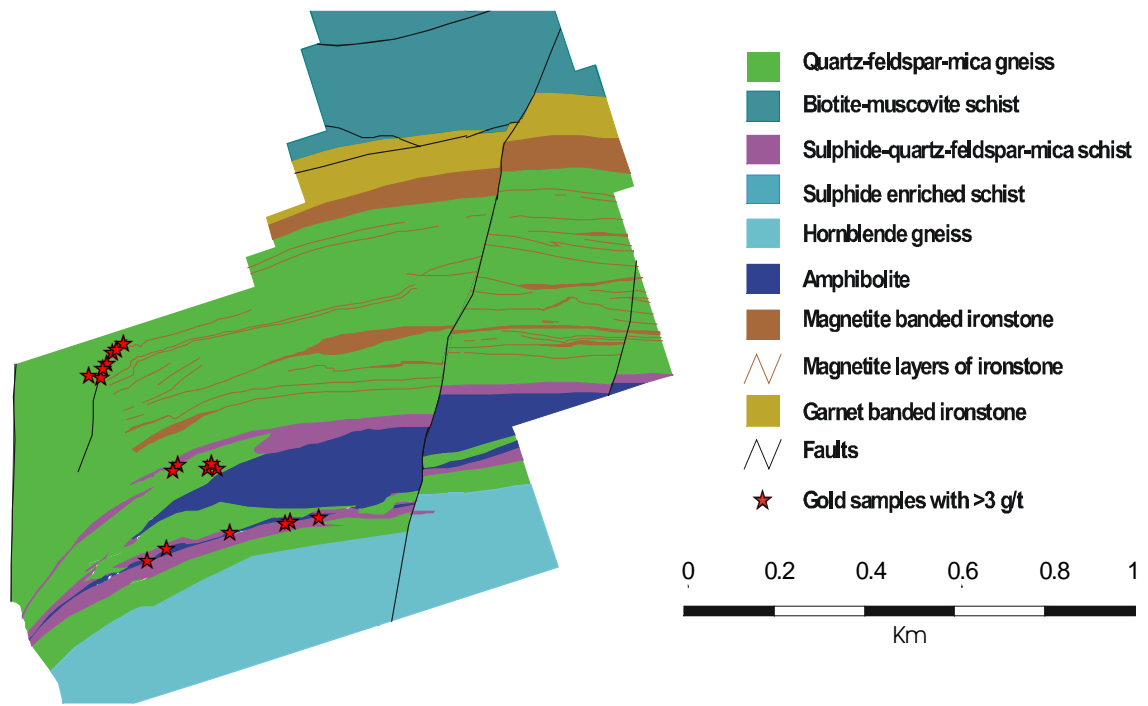 Quartz-feldspar-mica gneiss
Biotite-muscovite schist
Sulphide-quartz-feldspar-mica schist
Sulphide enriched schist
Hornblende gneiss
Amphibolite
Magnetite banded ironstone
Magnetite layers of ironstone
Garnet banded ironstone
Faults
Gold samples with >3 g/t
0 0.2 0.4 0.6 0.8 1
Km